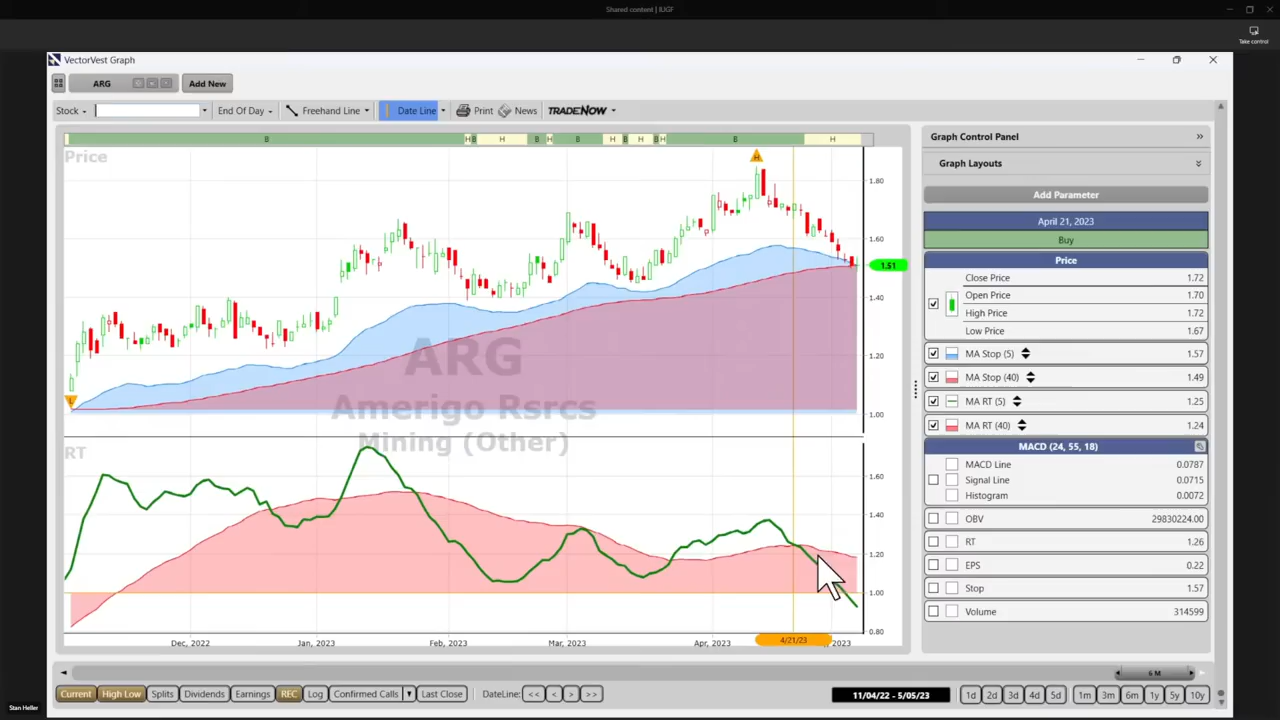 Shared content | IUGF
Take control
VectorVest Graph
ARG
Add New
Stock
End Of Day
Freehand Line
Date Line
Print
News
TRADENOW
B H B H B H B H B H B H B H
Price
1.80
1.60
1.51
1.40
1.20
1.00
ARG
Amerigo Rsrcs
Mining (Other)
RT
1.60
1.40
1.20
1.00
0.80
Dec, 2022 Jan, 2023 Feb, 2023 Mar, 2023 Apr, 2023 4/21/23 2023
Graph Control Panel
Graph Layouts
Add Parameter
April 21, 2023
Buy
Price
Close Price 1.72
Open Price 1.70
High Price 1.72
Low Price 1.67
MA Stop (5) 1.57
MA Stop (40) 1.49
MA RT (5) 1.25
MA RT (40) 1.24
MACD (24, 55, 18)
MACD Line 0.0787
Signal Line 0.0715
Histogram 0.0072
OBV 29830224.00
RT 1.26
EPS 0.22
Stop 1.57
Volume 314599
6 M
Current High Low Splits Dividends Earnings REC Log Confirmed Calls Last Close DateLine: << < > >> 11/04/22 - 5/05/23 1d 2d 3d 4d 5d 1m 3m 6m 1y 5y 10y
Stan Heller